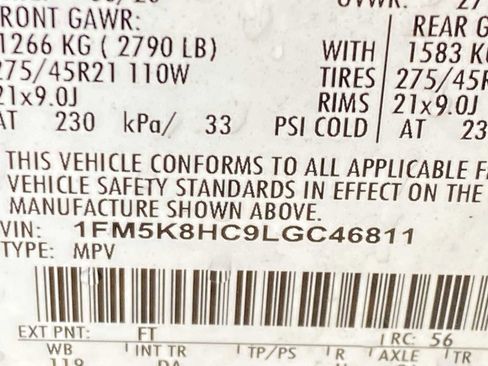 FRONT GAWR: REAR G
1266 KG ( 2790 LB) WITH 1583 K
275/45R21 110W TIRES 275/45R
21x9.0J RIMS 21x9.0J
AT 230 kPa/ 33 PSI COLD AT 23
THIS VEHICLE CONFORMS TO ALL APPLICABLE F
VEHICLE SAFETY STANDARDS IN EFFECT ON THE
MANUFACTURE SHOWN ABOVE.
VIN: 1FM5K8HC9LGC46811
TYPE: MPV
EXT PNT: FT RC: 56
WB INT TR TP/PS R AXLE TR